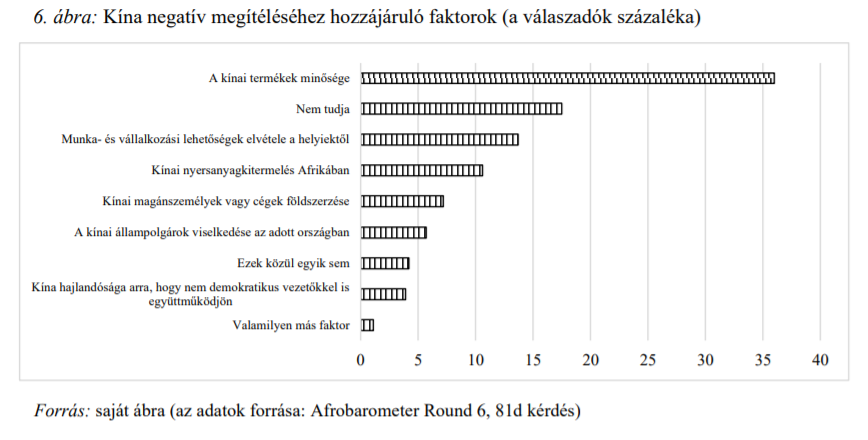 6. ábra: Kína negatív megítéléséhez hozzájáruló faktorok (a válaszadók százaléka)
A kínai termékek minősége
Nem tudja
Munka- és vállalkozási lehetőségek elvétele a helyiektől
Kínai nyersanyagkitermelés Afrikában
Kínai magánszemélyek vagy cégek földszerzése
A kínai állampolgárok viselkedése az adott országban
Ezek közül egyik sem
Kína hajlandósága arra, hogy nem demokratikus vezetőkkel is
együttműködjön
Valamilyen más faktor
0 5 10 15 20 25 30 35 40
Forrás: saját ábra (az adatok forrása: Afrobarometer Round 6, 81d kérdés)